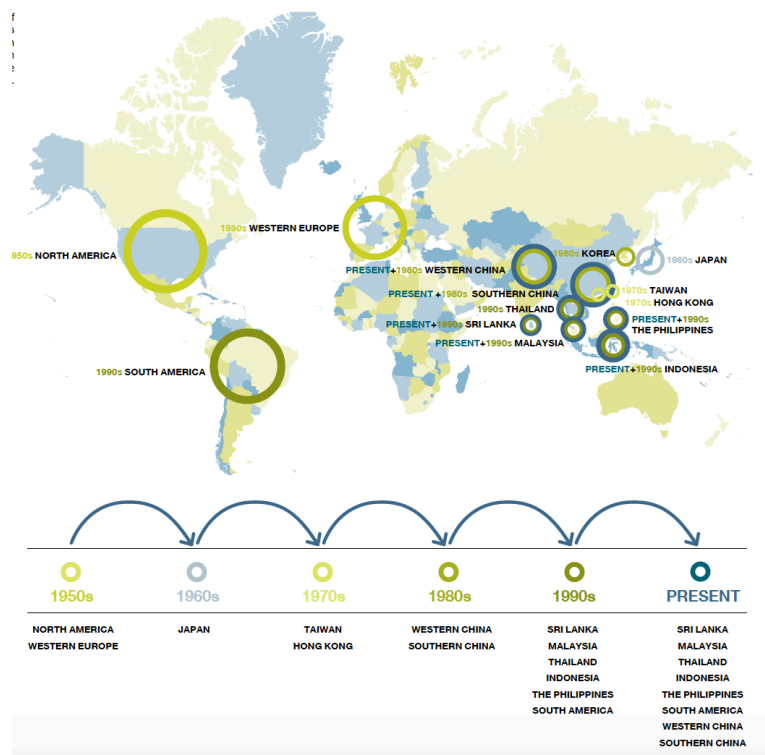 f
s
.
1950s WESTERN EUROPE
950s NORTH AMERICA
1980s KOREA
1960s JAPAN
PRESENT+1980s WESTERN CHINA
PRESENT +1980s SOUTHERN CHINA
1970s TAIWAN
1970s HONG KONG
1990s THAILAND
PRESENT+1990s SRI LANKA
PRESENT+1990s
THE PHILIPPINES
PRESENT+1990s MALAYSIA
PRESENT+1990s INDONESIA
1990s SOUTH AMERICA
1950s 1960s 1970s 1980s 1990s PRESENT
NORTH AMERICA JAPAN TAIWAN WESTERN CHINA SRI LANKA SRI LANKA
WESTERN EUROPE HONG KONG SOUTHERN CHINA MALAYSIA MALAYSIA
THAILAND THAILAND
INDONESIA INDONESIA
THE PHILIPPINES THE PHILIPPINES
SOUTH AMERICA SOUTH AMERICA
WESTERN CHINA
SOUTHERN CHINA